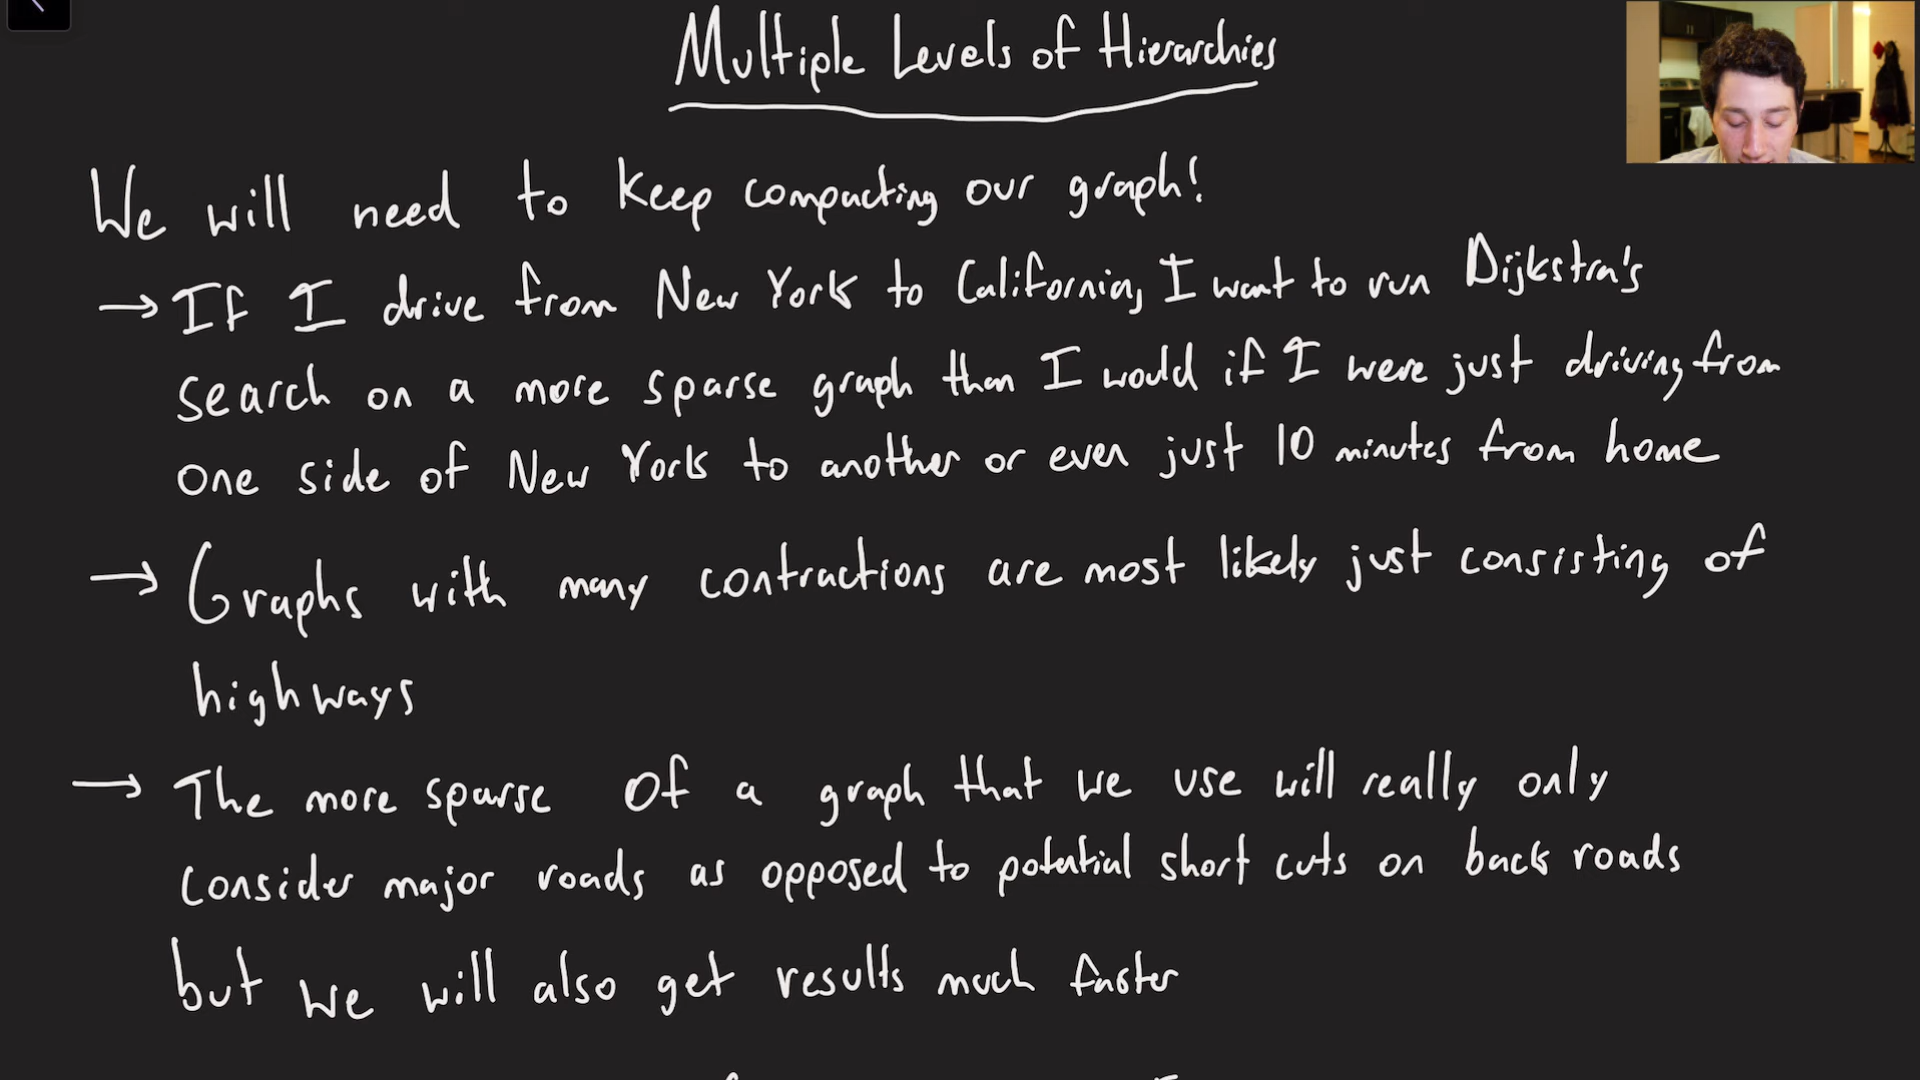 Multiple Levels of Hierarchies
We will need to keep compacting our graph!
→ If I drive from New York to California, I want to run Dijkstra's
search on a more sparse graph than I would if I were just driving from
one side of New York to another or even just 10 minutes from home
→ Graphs with many contractions are most likely just consisting of
highways
→ The more sparse of a graph that we use will really only
consider major roads as opposed to potential short cuts on back roads
but we will also get results much faster